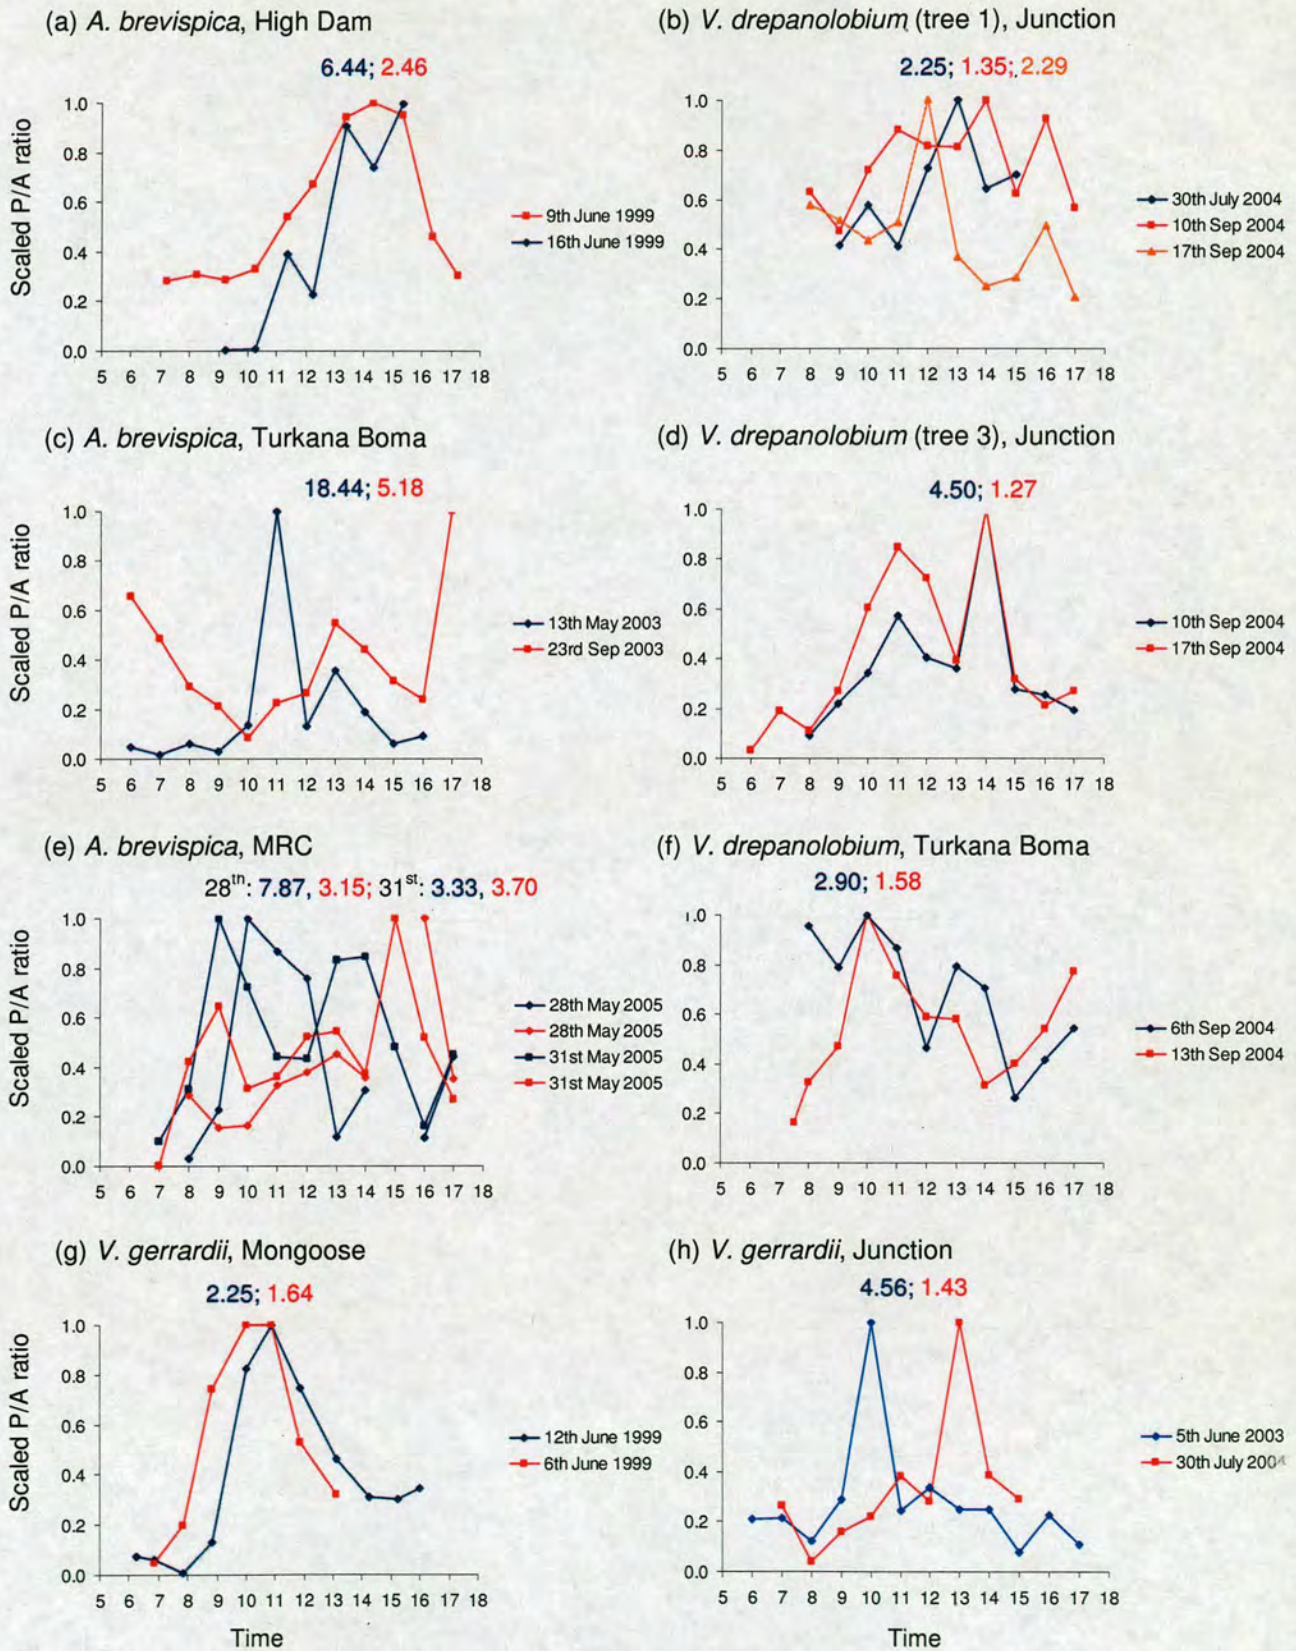 (a) A. brevispica, High Dam
6.44; 2.46
Scaled P/A ratio
1.0
0.8
0.6
0.4
0.2
0.0
5 6 7 8 9 10 11 12 13 14 15 16 17 18
9th June 1999
16th June 1999
(b) V. drepanolobium (tree 1), Junction
2.25; 1.35; 2.29
1.0
0.8
0.6
0.4
0.2
0.0
5 6 7 8 9 10 11 12 13 14 15 16 17 18
30th July 2004
10th Sep 2004
17th Sep 2004
(c) A. brevispica, Turkana Boma
18.44; 5.18
Scaled P/A ratio
1.0
0.8
0.6
0.4
0.2
0.0
5 6 7 8 9 10 11 12 13 14 15 16 17 18
13th May 2003
23rd Sep 2003
(d) V. drepanolobium (tree 3), Junction
4.50; 1.27
1.0
0.8
0.6
0.4
0.2
0.0
5 6 7 8 9 10 11 12 13 14 15 16 17 18
10th Sep 2004
17th Sep 2004
(e) A. brevispica, MRC
28th: 7.87, 3.15; 31st: 3.33, 3.70
Scaled P/A ratio
1.0
0.8
0.6
0.4
0.2
0.0
5 6 7 8 9 10 11 12 13 14 15 16 17 18
28th May 2005
28th May 2005
31st May 2005
31st May 2005
(f) V. drepanolobium, Turkana Boma
2.90; 1.58
1.0
0.8
0.6
0.4
0.2
0.0
5 6 7 8 9 10 11 12 13 14 15 16 17 18
6th Sep 2004
13th Sep 2004
(g) V. gerrardii, Mongoose
2.25; 1.64
Scaled P/A ratio
1.0
0.8
0.6
0.4
0.2
0.0
5 6 7 8 9 10 11 12 13 14 15 16 17 18
Time
12th June 1999
6th June 1999
(h) V. gerrardii, Junction
4.56; 1.43
1.0
0.8
0.6
0.4
0.2
0.0
5 6 7 8 9 10 11 12 13 14 15 16 17 18
Time
5th June 2003
30th July 2004